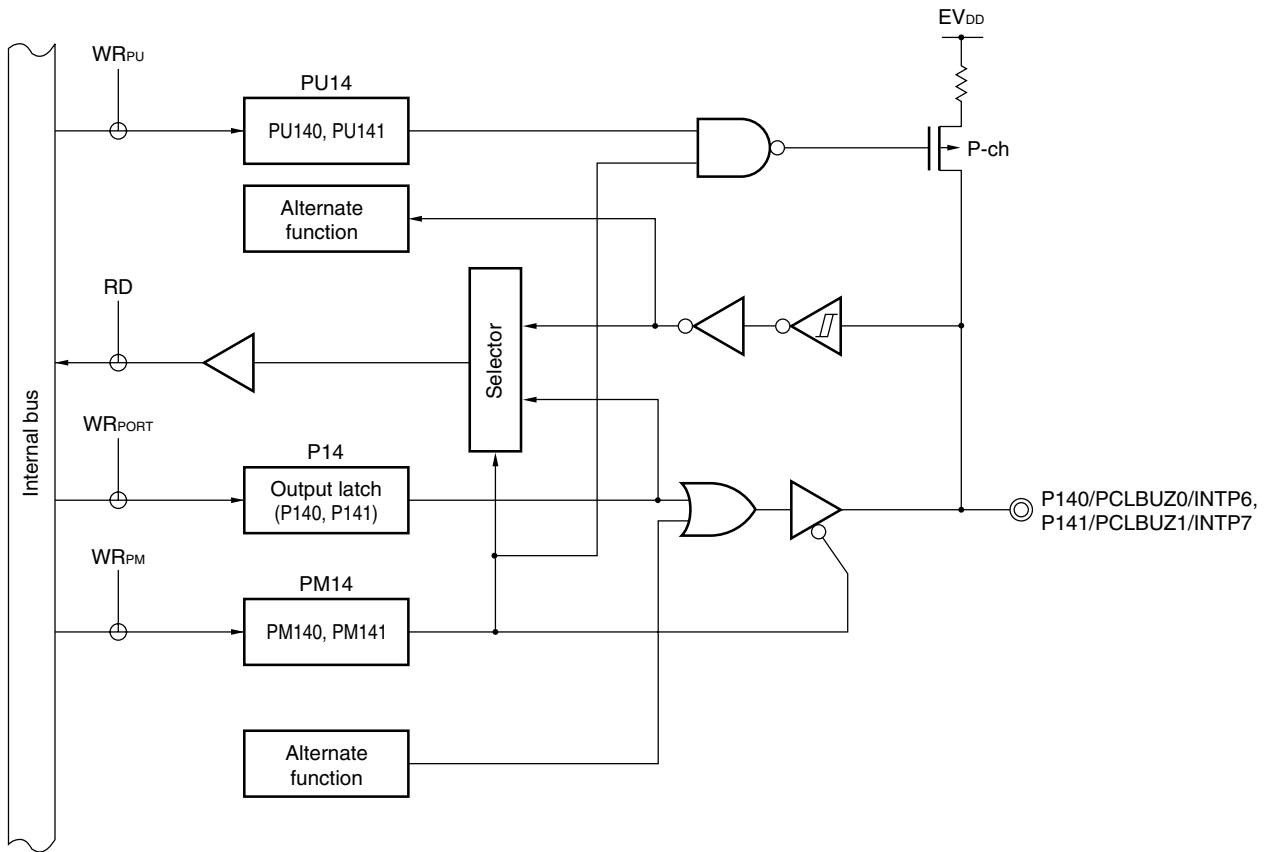 EVDD
WRPU
PU14
PU140, PU141
P-ch
Alternate
function
RD
Selector
Internal bus
WRPORT
P14
Output latch
(P140, P141)
P140/PCLBUZ0/INTP6,
P141/PCLBUZ1/INTP7
WRPM
PM14
PM140, PM141
Alternate
function